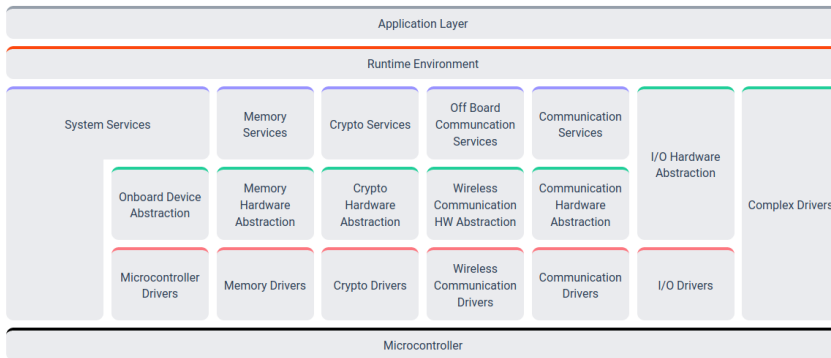 Application Layer
Runtime Environment
System Services
Memory
Services
Crypto Services
Off Board
Communcation
Services
Communication
Services
I/O Hardware
Abstraction
Complex Drivers
Onboard Device
Abstraction
Memory
Hardware
Abstraction
Crypto
Hardware
Abstraction
Wireless
Communication
HW Abstraction
Communication
Hardware
Abstraction
Microcontroller
Drivers
Memory Drivers
Crypto Drivers
Wireless
Communication
Drivers
Communication
Drivers
I/O Drivers
Microcontroller